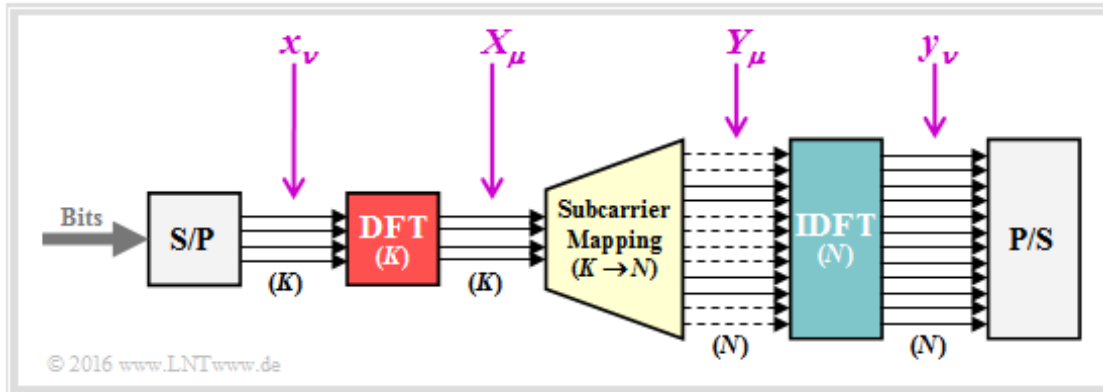 xν
Xμ
Yμ
yν
Bits
S/P
DFT
(K)
Subcarrier
Mapping
(K → N)
IDFT
(N)
P/S
(K)
(K)
(N)
(N)
© 2016 www.LNTwww.de